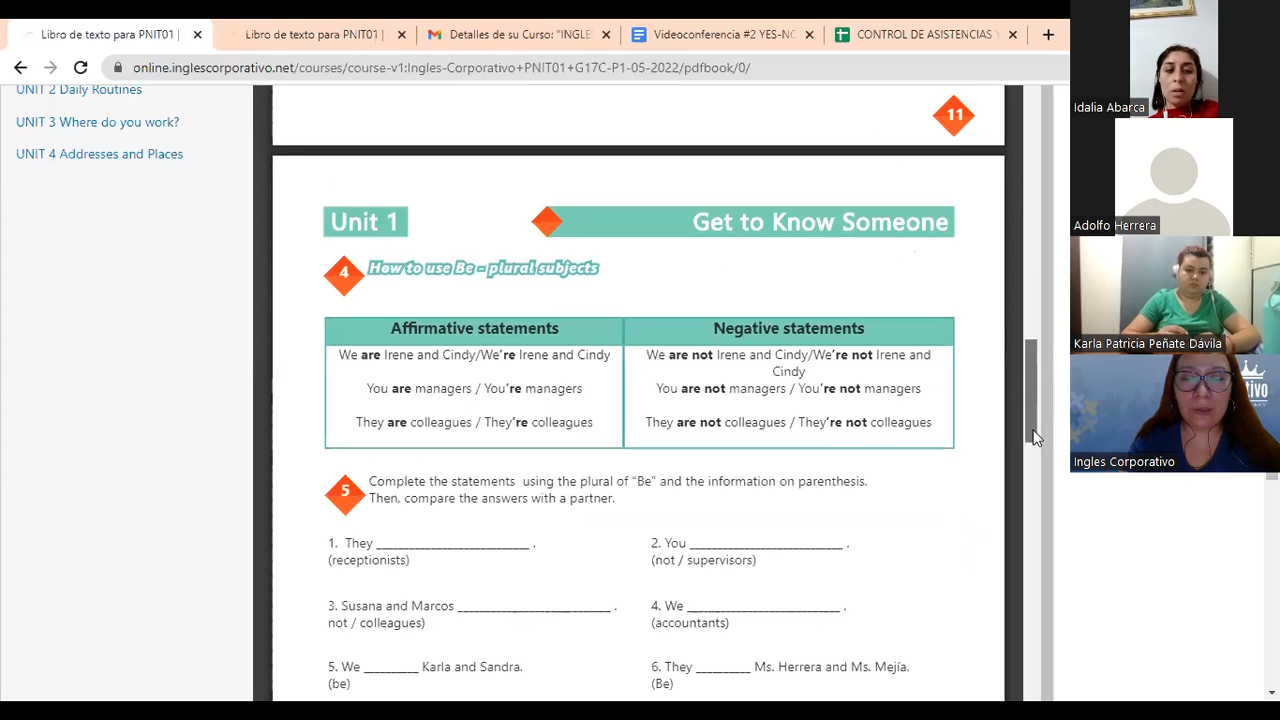 Libro de texto para PNIT01 |
Libro de texto para PNIT01 |
Detalles de su Curso: "INGLE
Videoconferencia #2 YES-NO
CONTROL DE ASISTENCIAS Y
online.inglescorporativo.net/courses/course-v1:Ingles-Corporativo+PNIT01+G17C-P1-05-2022/pdfbook/0/
UNIT 2 Daily Routines
UNIT 3 Where do you work?
UNIT 4 Addresses and Places
11
Unit 1
Get to Know Someone
4
How to use Be - plural subjects
Affirmative statements
Negative statements
We are Irene and Cindy/We're Irene and Cindy
We are not Irene and Cindy/We're not Irene and
Cindy
You are managers / You're managers
You are not managers / You're not managers
They are colleagues / They're colleagues
They are not colleagues / They're not colleagues
5
Complete the statements using the plural of "Be" and the information on parenthesis.
Then, compare the answers with a partner.
1. They _________________________ .
(receptionists)
2. You _________________________ .
(not / supervisors)
3. Susana and Marcos _________________________ .
not / colleagues)
4. We _________________________ .
(accountants)
5. We _________ Karla and Sandra.
(be)
6. They _________ Ms. Herrera and Ms. Mejía.
(Be)
Idalia Abarca
Adolfo Herrera
Karla Patricia Peñate Dávila
Ingles Corporativo